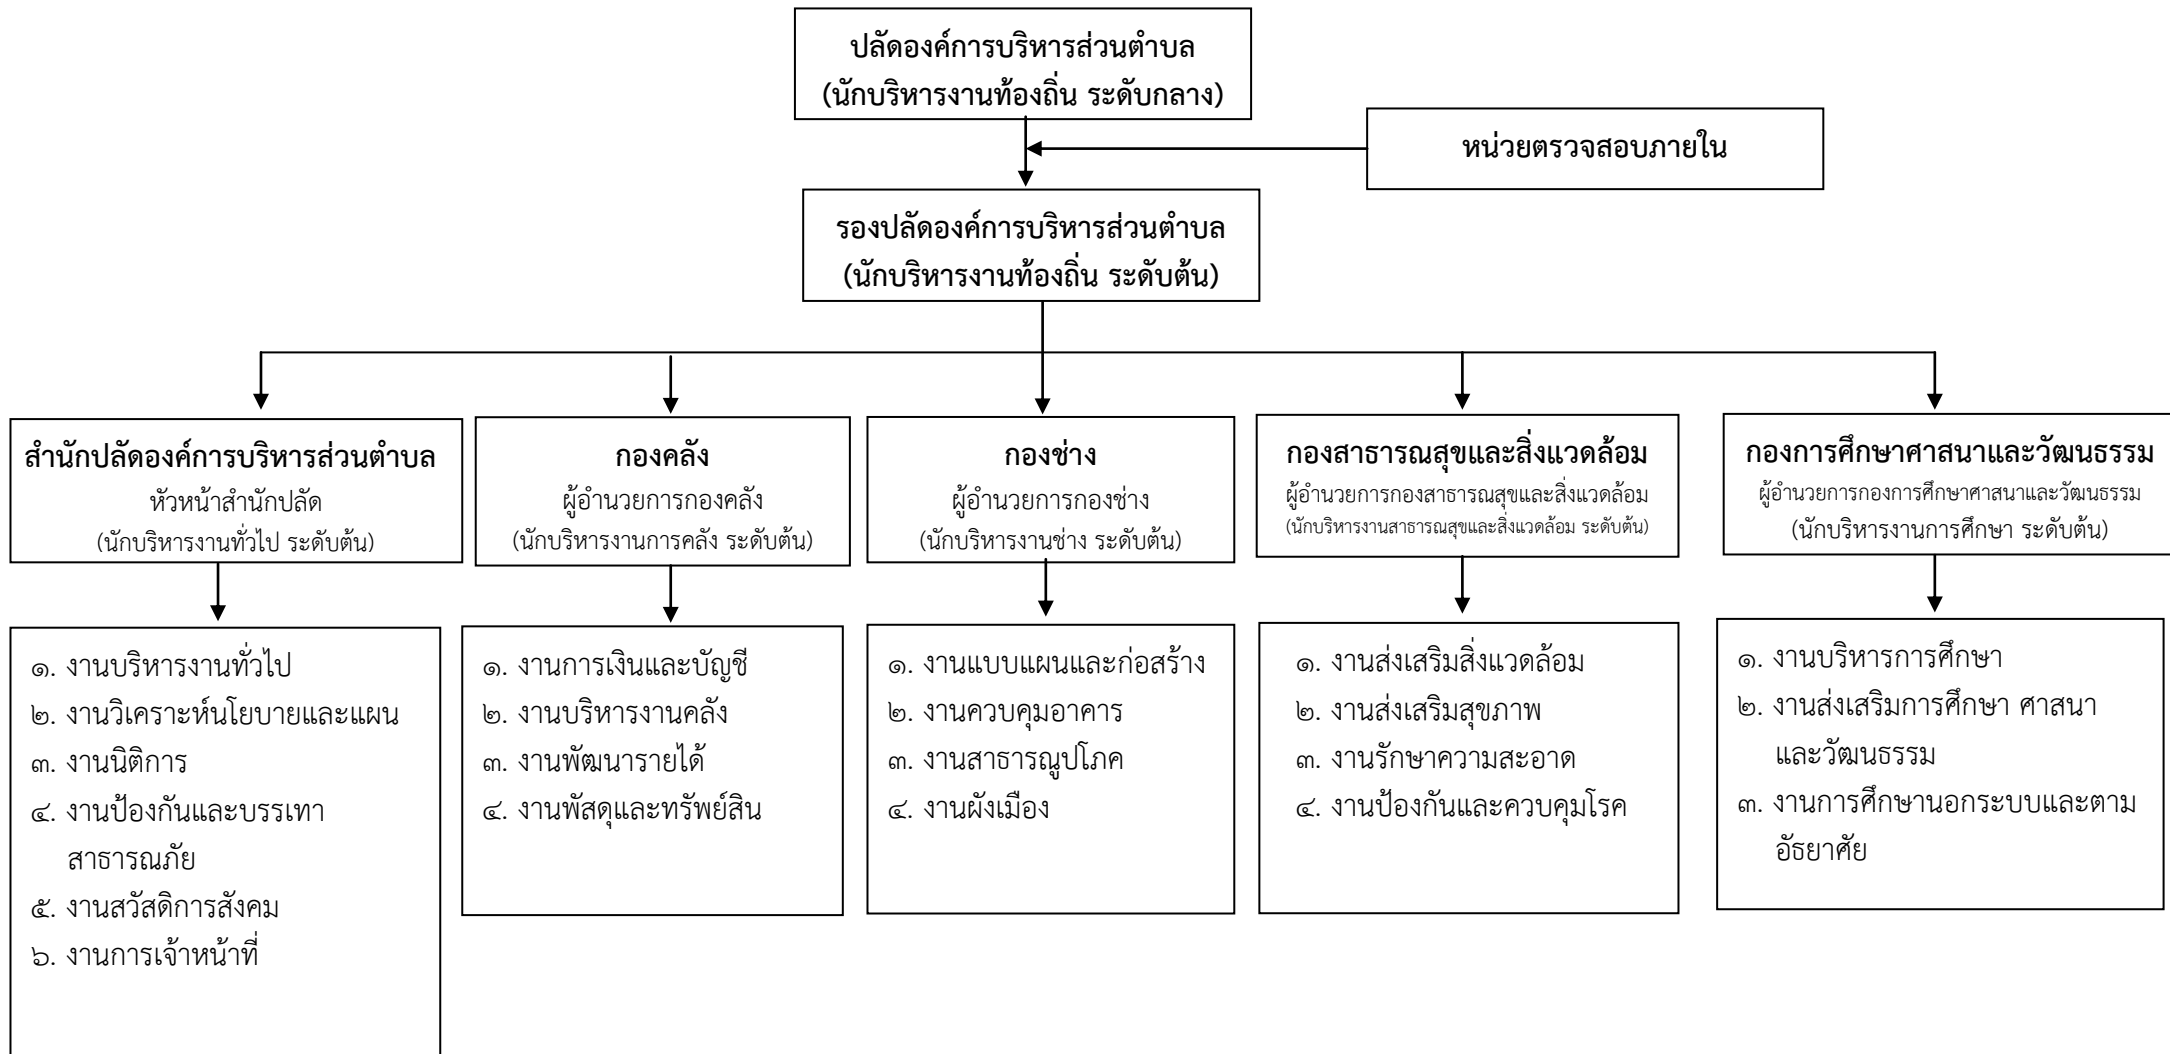 ปลัดองค์การบริหารส่วนตำบล
(นักบริหารงานท้องถิ่น ระดับกลาง)
หน่วยตรวจสอบภายใน
รองปลัดองค์การบริหารส่วนตำบล
(นักบริหารงานท้องถิ่น ระดับต้น)
สำนักปลัดองค์การบริหารส่วนตำบล
หัวหน้าสำนักปลัด
(นักบริหารงานทั่วไป ระดับต้น)
กองคลัง
ผู้อำนวยการกองคลัง
(นักบริหารงานการคลัง ระดับต้น)
กองช่าง
ผู้อำนวยการกองช่าง
(นักบริหารงานช่าง ระดับต้น)
กองสาธารณสุขและสิ่งแวดล้อม
ผู้อำนวยการกองสาธารณสุขและสิ่งแวดล้อม
(นักบริหารงานสาธารณสุขและสิ่งแวดล้อม ระดับต้น)
กองการศึกษาศาสนาและวัฒนธรรม
ผู้อำนวยการกองการศึกษาศาสนาและวัฒนธรรม
(นักบริหารงานการศึกษา ระดับต้น)
๑. งานบริหารงานทั่วไป
๒. งานวิเคราะห์นโยบายและแผน
๓. งานนิติการ
๔. งานป้องกันและบรรเทา
สาธารณภัย
๕. งานสวัสดิการสังคม
๖. งานการเจ้าหน้าที่
๑. งานการเงินและบัญชี
๒. งานบริหารงานคลัง
๓. งานพัฒนารายได้
๔. งานพัสดุและทรัพย์สิน
๑. งานแบบแผนและก่อสร้าง
๒. งานควบคุมอาคาร
๓. งานสาธารณูปโภค
๔. งานผังเมือง
๑. งานส่งเสริมสิ่งแวดล้อม
๒. งานส่งเสริมสุขภาพ
๓. งานรักษาความสะอาด
๔. งานป้องกันและควบคุมโรค
๑. งานบริหารการศึกษา
๒. งานส่งเสริมการศึกษา ศาสนา
และวัฒนธรรม
๓. งานการศึกษานอกระบบและตาม
อัธยาศัย